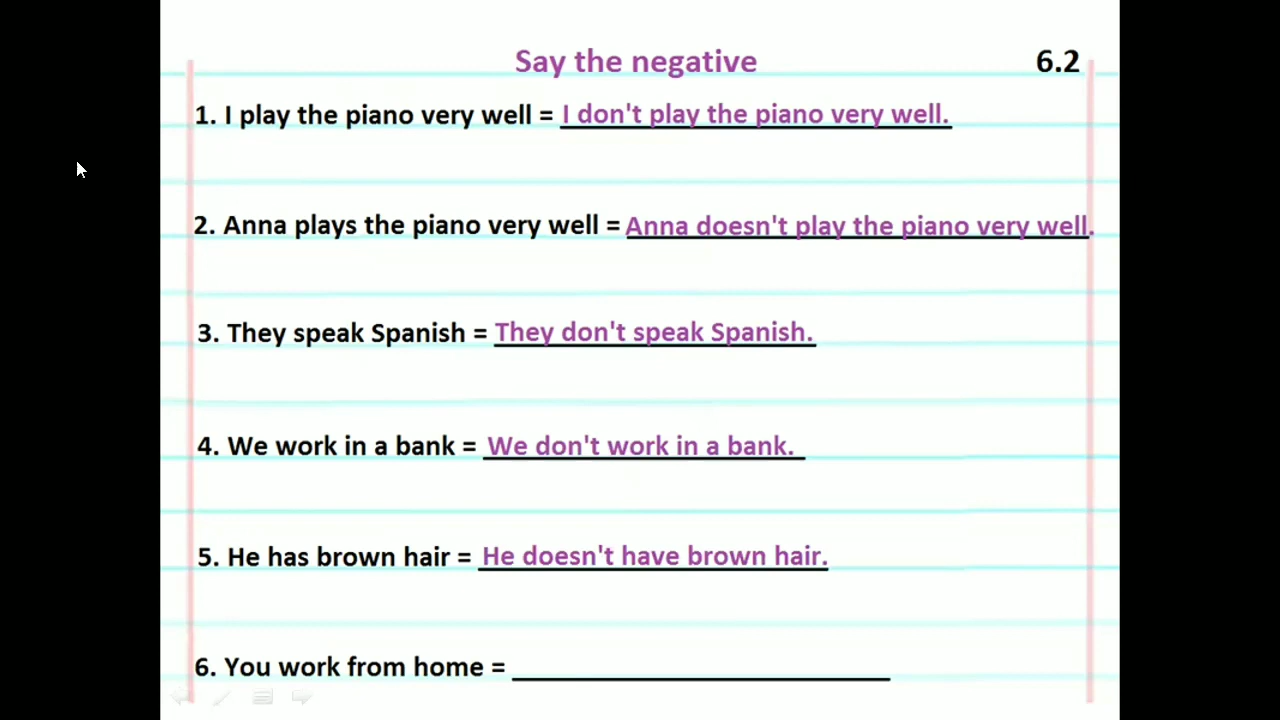 Say the negative 6.2
1. I play the piano very well = I don't play the piano very well.
2. Anna plays the piano very well = Anna doesn't play the piano very well.
3. They speak Spanish = They don't speak Spanish.
4. We work in a bank = We don't work in a bank.
5. He has brown hair = He doesn't have brown hair.
6. You work from home = ____________________